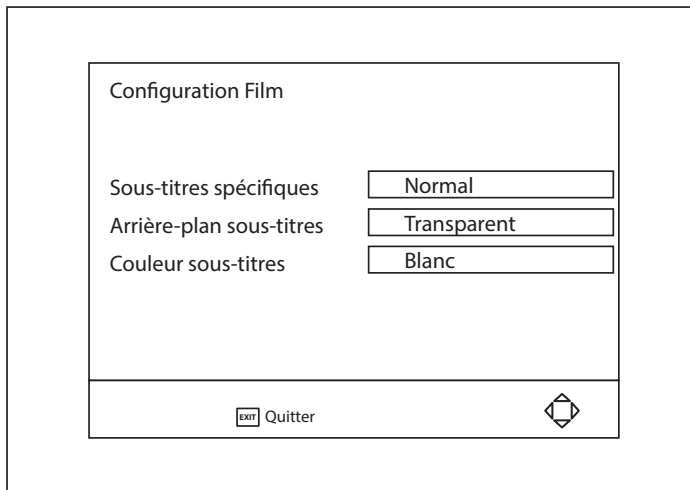 Configuration Film
Sous-titres spécifiques Normal
Arrière-plan sous-titres Transparent
Couleur sous-titres Blanc
EXIT Quitter